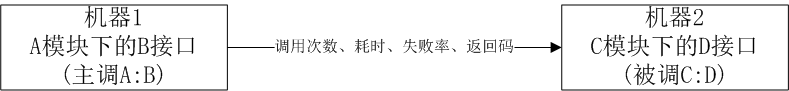 机器1
A模块下的B接口
(主调A:B)
调用次数、耗时、失败率、返回码
机器2
C模块下的D接口
(被调C:D)